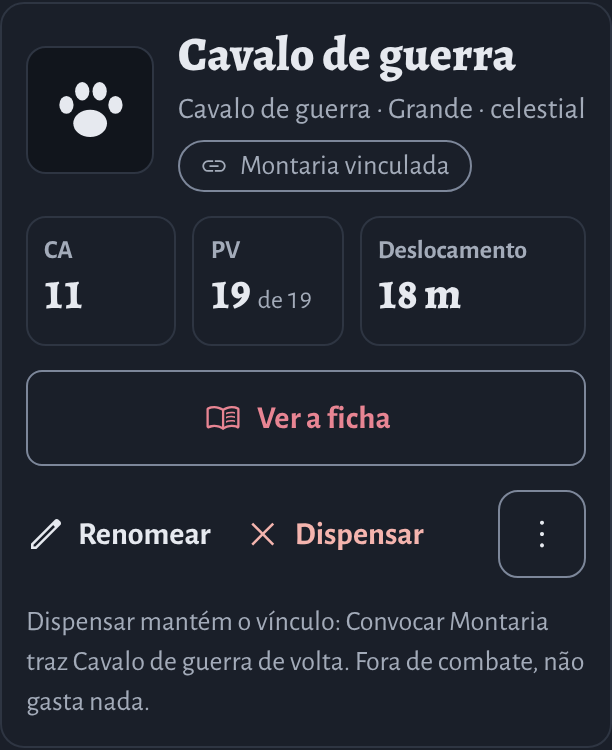 Cavalo de guerra
Cavalo de guerra · Grande · celestial
Montaria vinculada
CA
11
PV
19 de 19
Deslocamento
18 m
Ver a ficha
Renomear
Dispensar
Dispensar mantém o vínculo: Convocar Montaria
traz Cavalo de guerra de volta. Fora de combate, não
gasta nada.